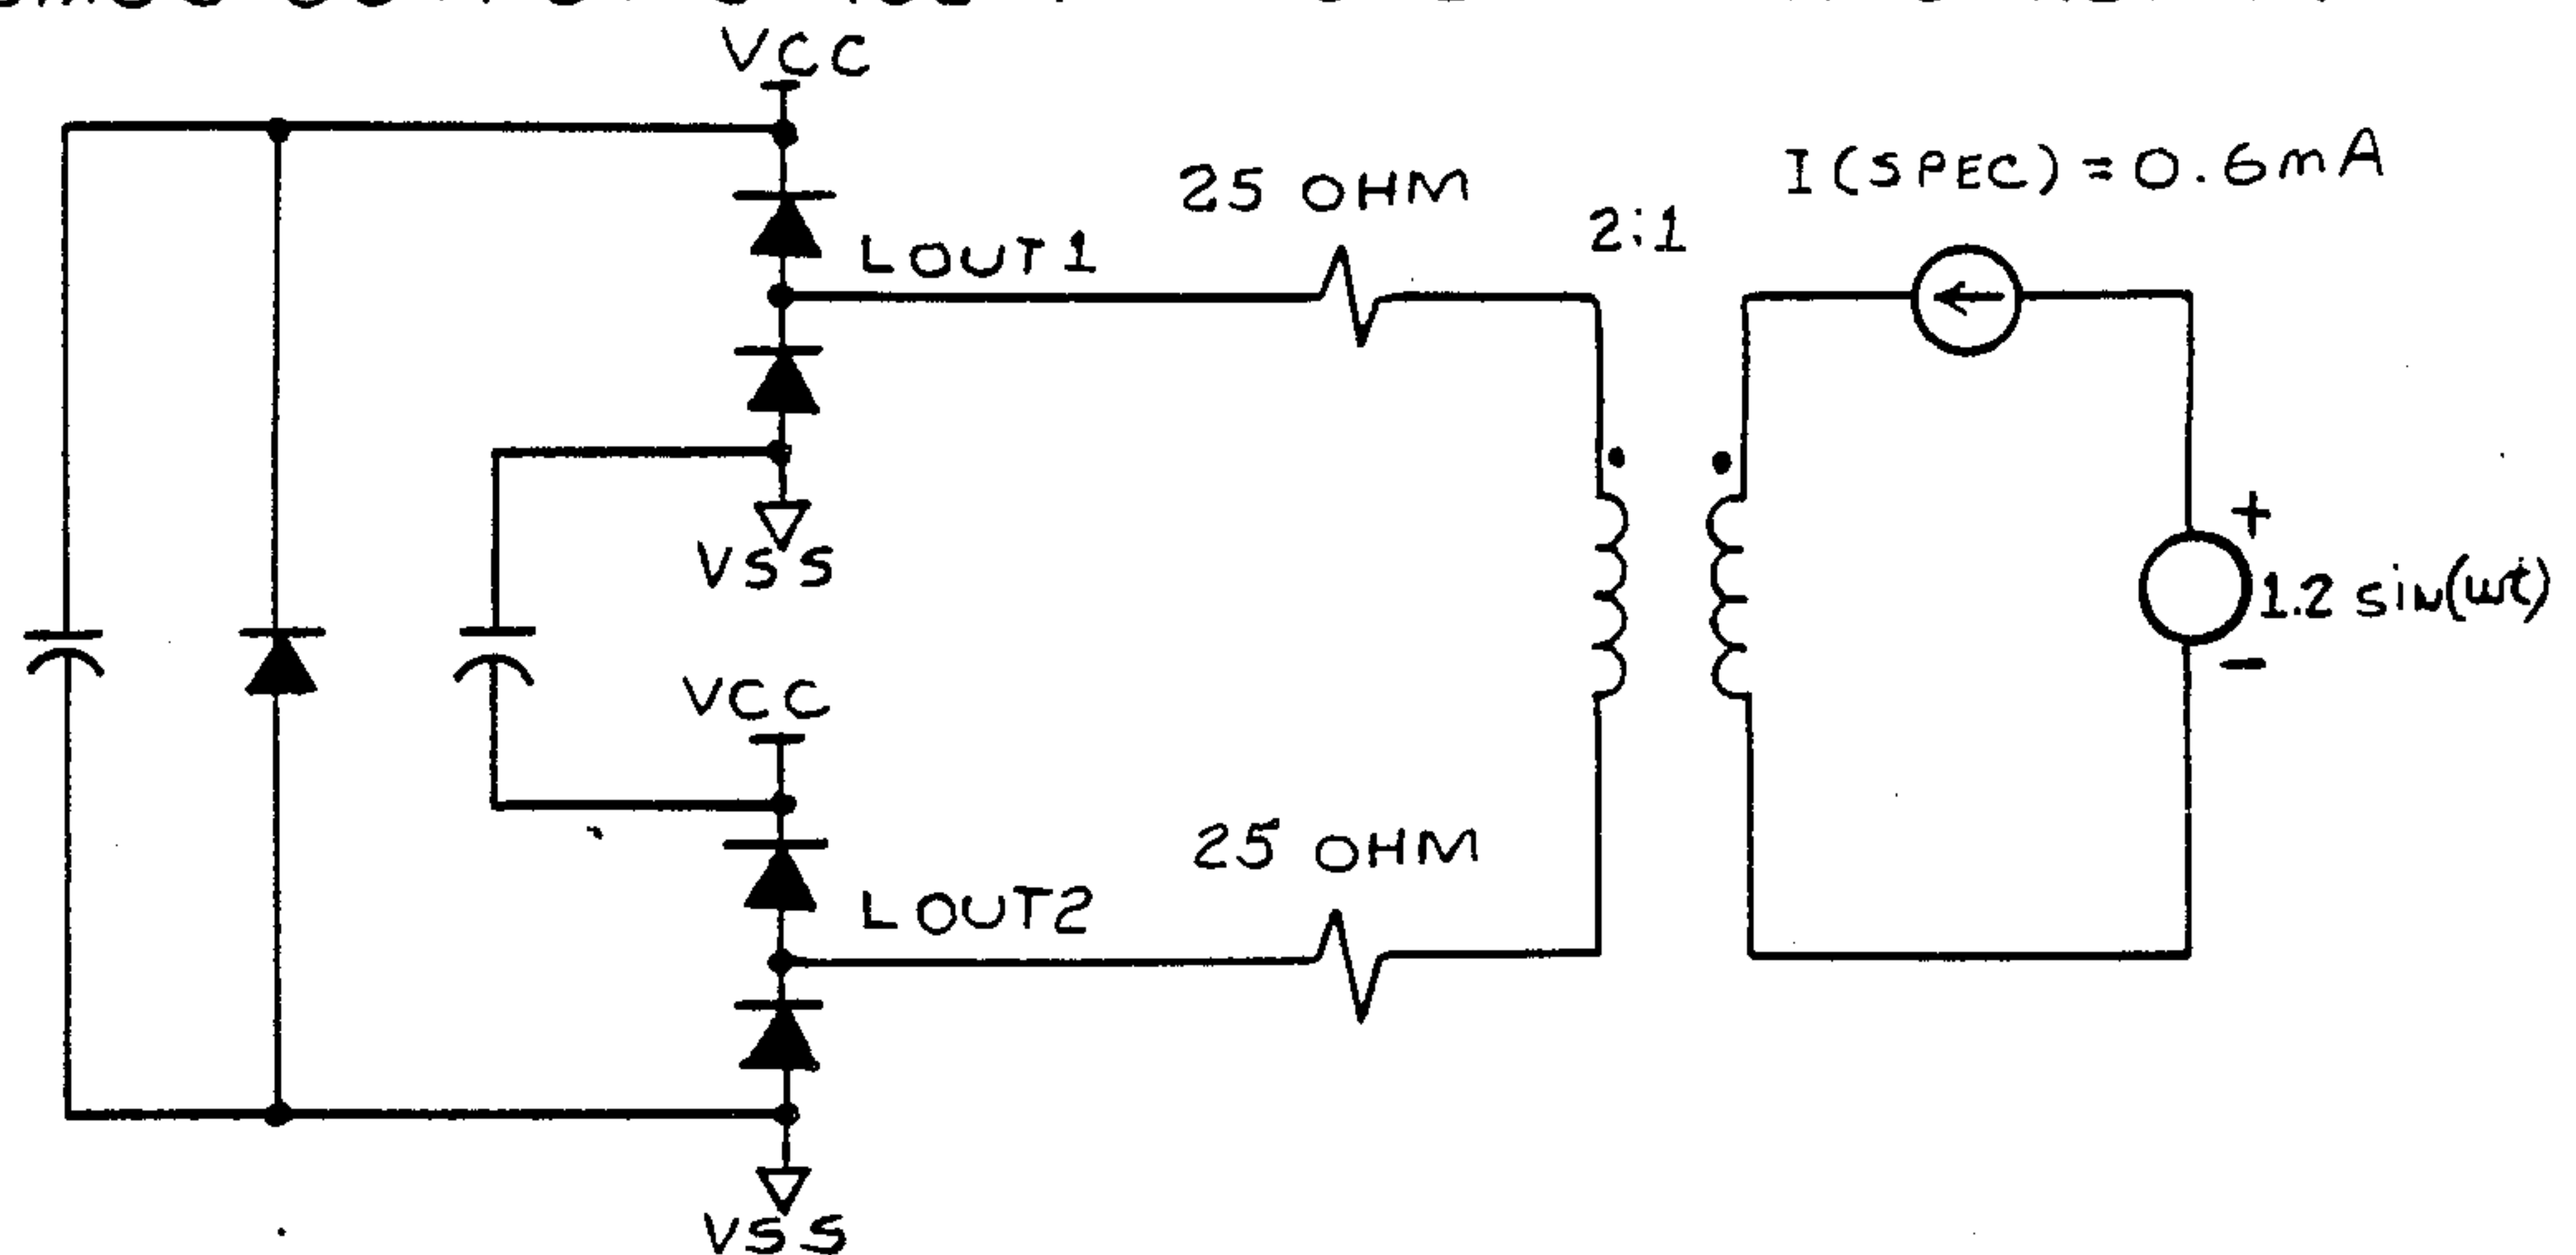 VCC
I(SPEC) = 0.6mA
25 OHM
2:1
LOUT1
VSS
+
1.2 sin(wt)
-
VCC
25 OHM
LOUT2
VSS